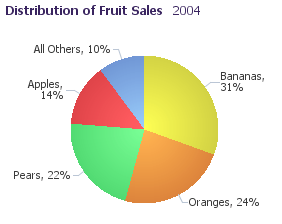 Distribution of Fruit Sales 2004
All Others, 10%
Bananas,
31%
Apples,
14%
Pears, 22%
Oranges, 24%